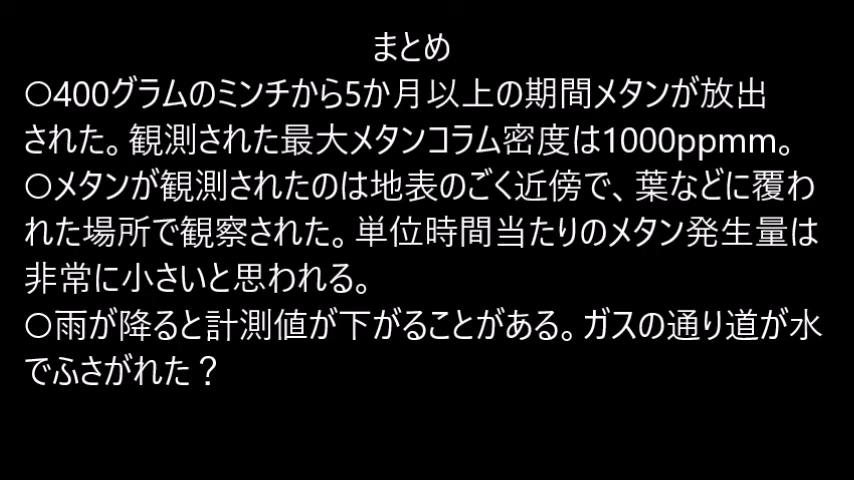 まとめ
〇400グラムのミンチから5か月以上の期間メタンが放出
された。観測された最大メタンコラム密度は1000ppmm。
〇メタンが観測されたのは地表のごく近傍で、葉などに覆わ
れた場所で観察された。単位時間当たりのメタン発生量は
非常に小さいと思われる。
〇雨が降ると計測値が下がることがある。ガスの通り道が水
でふさがれた？